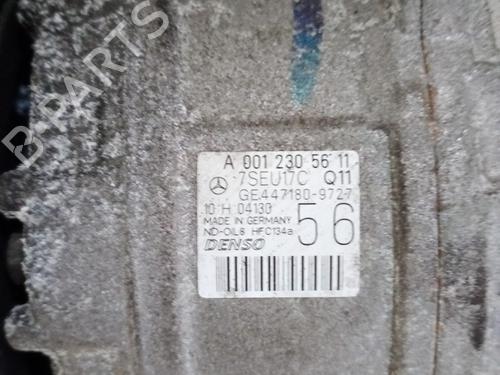 A 001 230 56 11
7SEU17C Q11
GE447180-9727
10 H 04130
MADE IN GERMANY
ND-OIL8 HFC134a
56
DENSO
B-PARTS